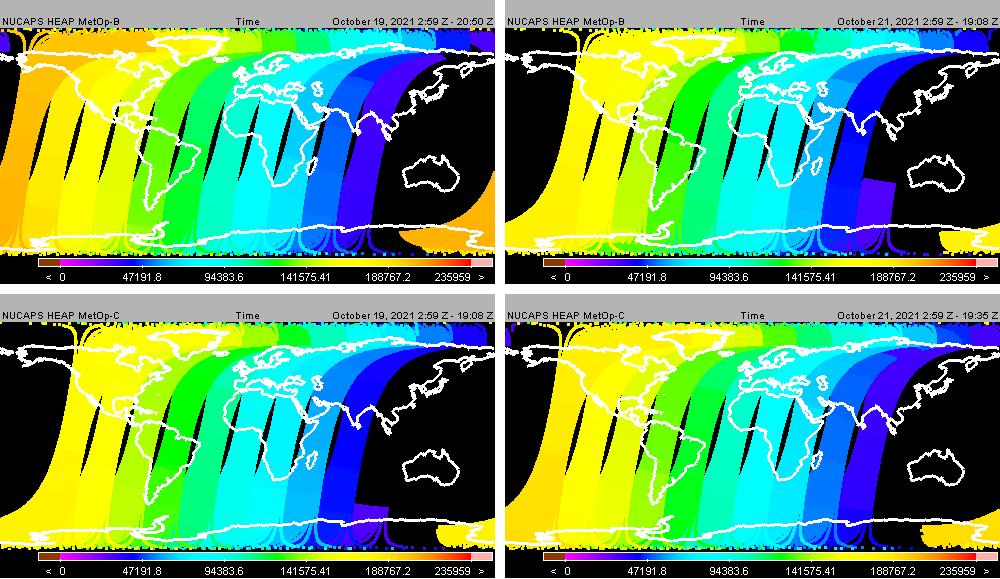 NUCAPS HEAP MetOp-B Time October 19, 2021 2:59 Z - 20:50 Z
< 0 47191.8 94383.6 141575.41 188767.2 235959 >
NUCAPS HEAP MetOp-B Time October 21, 2021 2:59 Z - 19:08 Z
< 0 47191.8 94383.6 141575.41 188767.2 235959 >
NUCAPS HEAP MetOp-C Time October 19, 2021 2:59 Z - 19:08 Z
< 0 47191.8 94383.6 141575.41 188767.2 235959 >
NUCAPS HEAP MetOp-C Time October 21, 2021 2:59 Z - 19:35 Z
< 0 47191.8 94383.6 141575.41 188767.2 235959 >